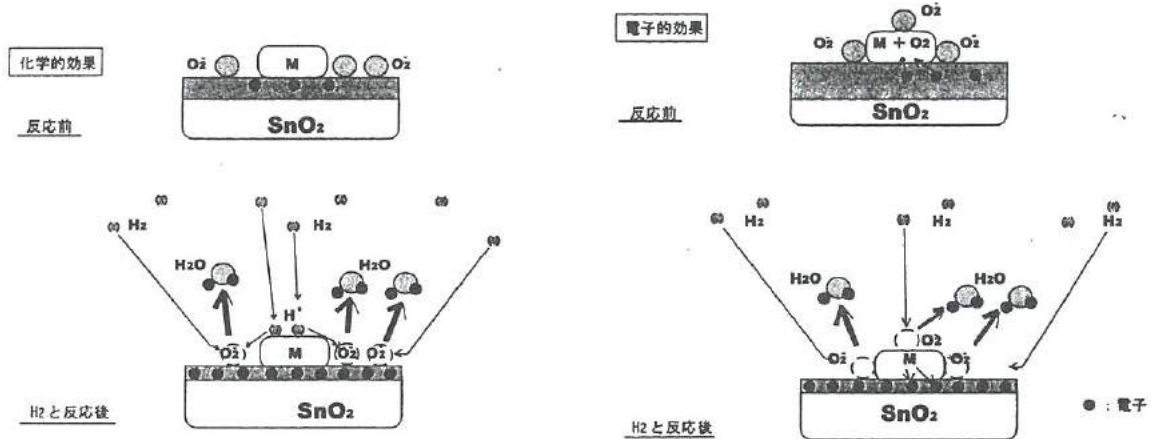 化学的効果
O2-
M
O2-
SnO2
反応前
H2
H2
H2O
H2O
H*
(O2-)
M
(O2-)
(O2-)
SnO2
H2と反応後
電子的効果
O2-
O2-
M + O2
O2-
SnO2
反応前
H2
H2
H2
H2O
H2O
O2-
O2-
M
O2-
SnO2
H2と反応後
● : 電子